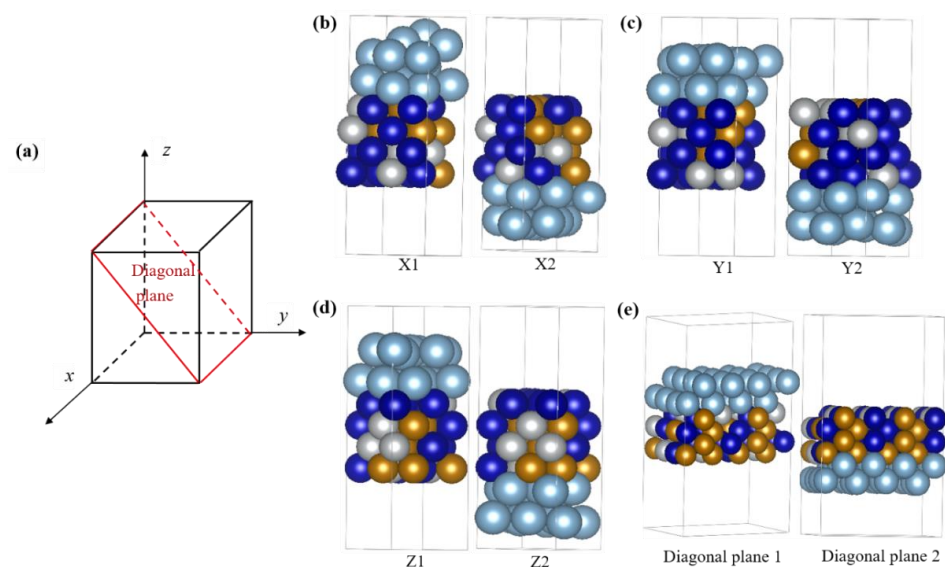 (a)
z
Diagonal
plane
y
x
(b)
X1
X2
(c)
Y1
Y2
(d)
Z1
Z2
(e)
Diagonal plane 1
Diagonal plane 2